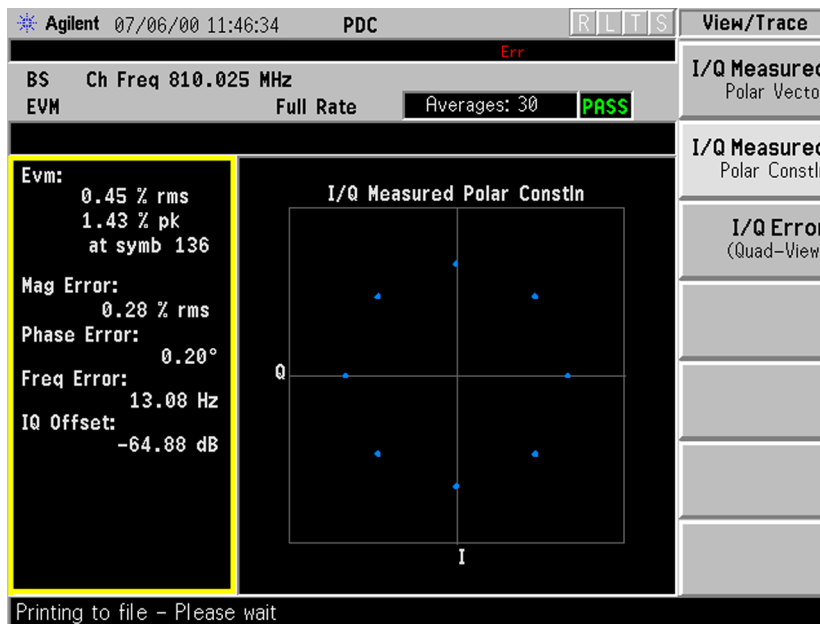 Agilent 07/06/00 11:46:34 PDC R L T S
Err
BS Ch Freq 810.025 MHz
EVM Full Rate Averages: 30 PASS
Evm:
0.45 % rms
1.43 % pk
at symb 136
Mag Error:
0.28 % rms
Phase Error:
0.20°
Freq Error:
13.08 Hz
IQ Offset:
-64.88 dB
I/Q Measured Polar Constln
Q
I
View/Trace
I/Q Measured
Polar Vecto
I/Q Measured
Polar Constl
I/Q Error
(Quad-View
Printing to file - Please wait